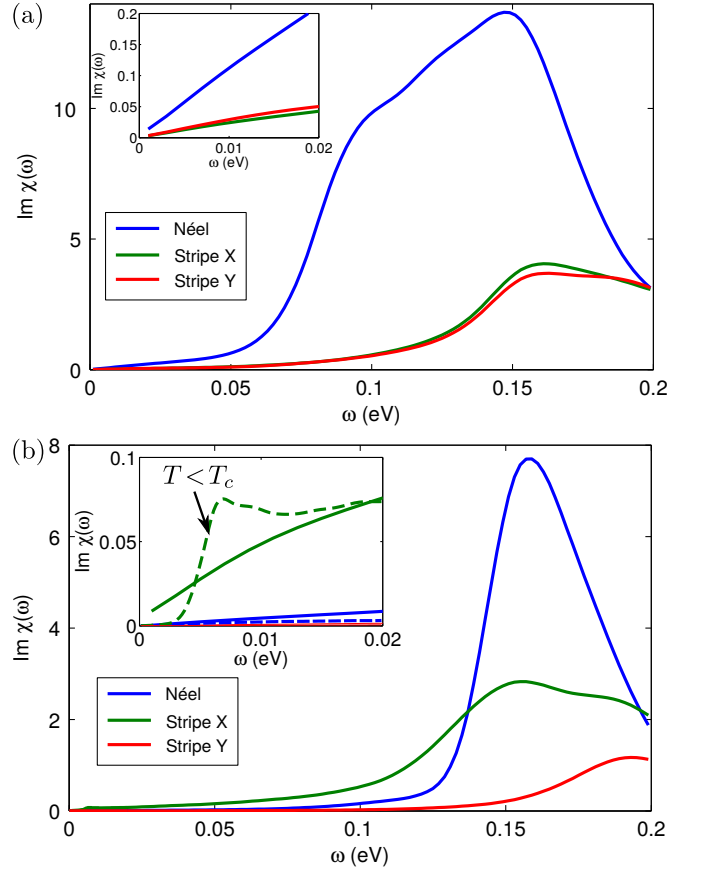 (a)
Im χ(ω)
0
5
10
0
0.05
0.1
0.15
0.2
ω (eV)
Im χ(ω)
0.2
0.15
0.1
0.05
0
0
0.01
0.02
ω (eV)
Néel
Stripe X
Stripe Y
(b)
Im χ(ω)
8
6
4
2
0
0
0.05
0.1
0.15
0.2
ω (eV)
Im χ(ω)
0.1
0.05
0
0
0.01
0.02
ω (eV)
T < Tc
Néel
Stripe X
Stripe Y